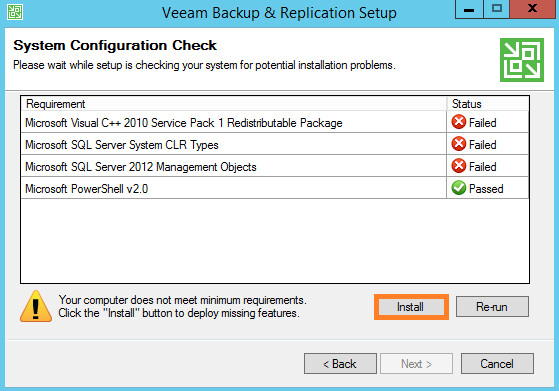 Veeam Backup & Replication Setup
System Configuration Check
Please wait while setup is checking your system for potential installation problems.
Requirement Status
Microsoft Visual C++ 2010 Service Pack 1 Redistributable Package Failed
Microsoft SQL Server System CLR Types Failed
Microsoft SQL Server 2012 Management Objects Failed
Microsoft PowerShell v2.0 Passed
Your computer does not meet minimum requirements.
Click the "Install" button to deploy missing features.
Install Re-run
< Back Next > Cancel